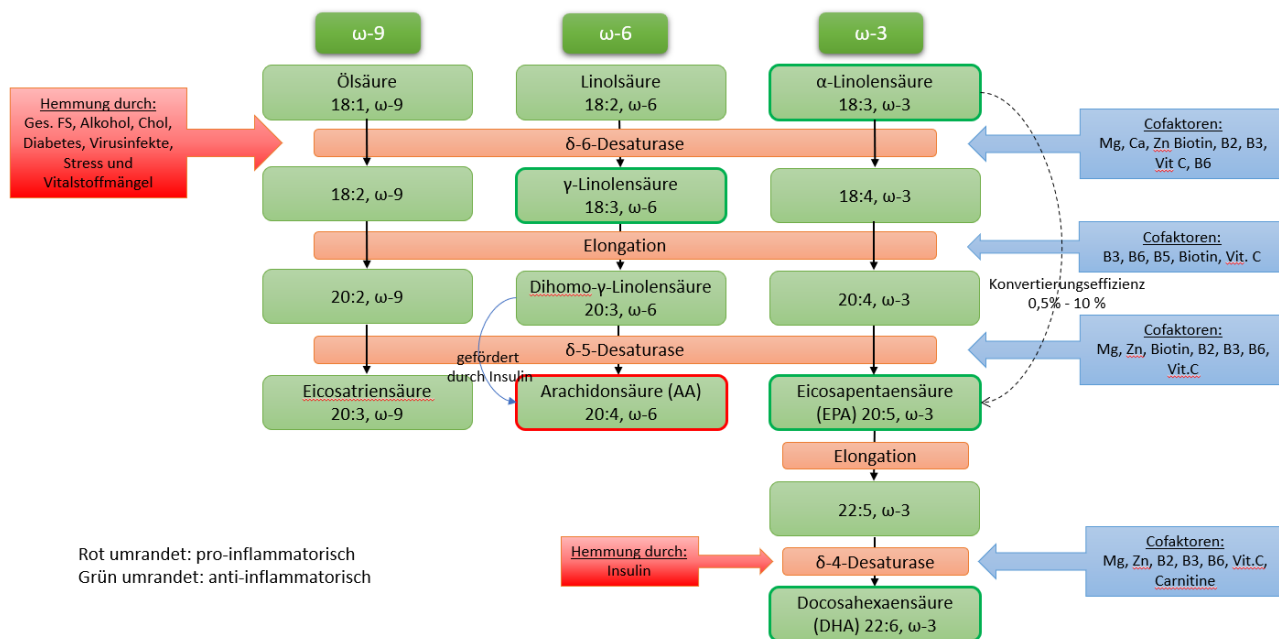 ω-9
ω-6
ω-3
Ölsäure
18:1, ω-9
Linolsäure
18:2, ω-6
α-Linolensäure
18:3, ω-3
Hemmung durch:
Ges. FS, Alkohol, Chol,
Diabetes, Virusinfekte,
Stress und
Vitalstoffmängel
δ-6-Desaturase
Cofaktoren:
Mg, Ca, Zn Biotin, B2, B3,
Vit C, B6
18:2, ω-9
γ-Linolensäure
18:3, ω-6
18:4, ω-3
Elongation
Cofaktoren:
B3, B6, B5, Biotin, Vit. C
20:2, ω-9
Dihomo-γ-Linolensäure
20:3, ω-6
20:4, ω-3
Konvertierungseffizienz
0,5% - 10 %
δ-5-Desaturase
gefördert
durch Insulin
Cofaktoren:
Mg, Zn, Biotin, B2, B3, B6,
Vit.C
Eicosatriensäure
20:3, ω-9
Arachidonsäure (AA)
20:4, ω-6
Eicosapentaensäure
(EPA) 20:5, ω-3
Elongation
22:5, ω-3
Rot umrandet: pro-inflammatorisch
Grün umrandet: anti-inflammatorisch
Hemmung durch:
Insulin
δ-4-Desaturase
Cofaktoren:
Mg, Zn, B2, B3, B6, Vit.C,
Carnitine
Docosahexaensäure
(DHA) 22:6, ω-3